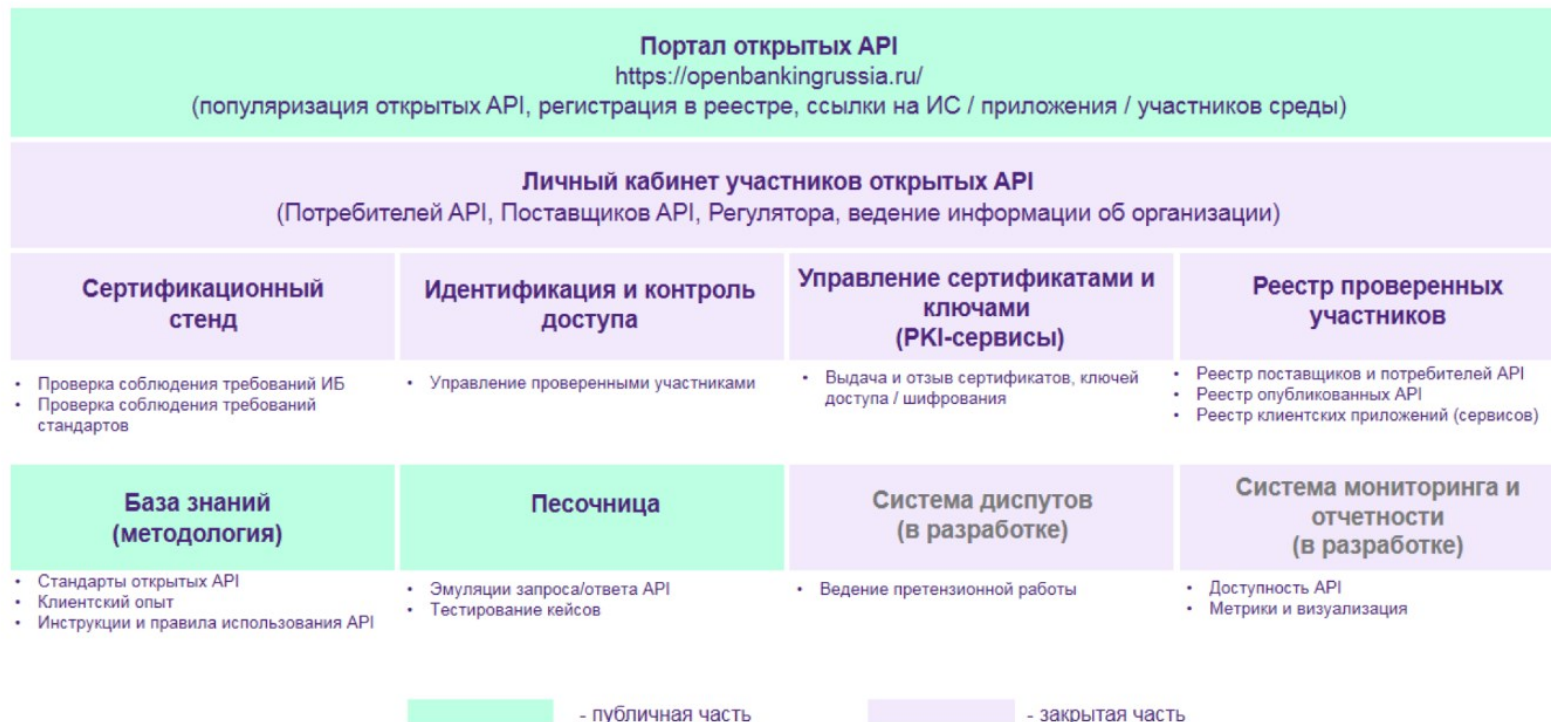 Портал открытых API
https://openbankingrussia.ru/
(популяризация открытых API, регистрация в реестре, ссылки на ИС / приложения / участников среды)
Личный кабинет участников открытых API
(Потребителей API, Поставщиков API, Регулятора, ведение информации об организации)
Сертификационный
стенд
• Проверка соблюдения требований ИБ
• Проверка соблюдения требований
стандартов
Идентификация и контроль
доступа
• Управление проверенными участниками
Управление сертификатами и
ключами
(PKI-сервисы)
• Выдача и отзыв сертификатов, ключей
доступа / шифрования
Реестр проверенных
участников
• Реестр поставщиков и потребителей API
• Реестр опубликованных API
• Реестр клиентских приложений (сервисов)
База знаний
(методология)
• Стандарты открытых API
• Клиентский опыт
• Инструкции и правила использования API
Песочница
• Эмуляции запроса/ответа API
• Тестирование кейсов
Система диспутов
(в разработке)
• Ведение претензионной работы
Система мониторинга и
отчетности
(в разработке)
• Доступность API
• Метрики и визуализация
- публичная часть
- закрытая часть